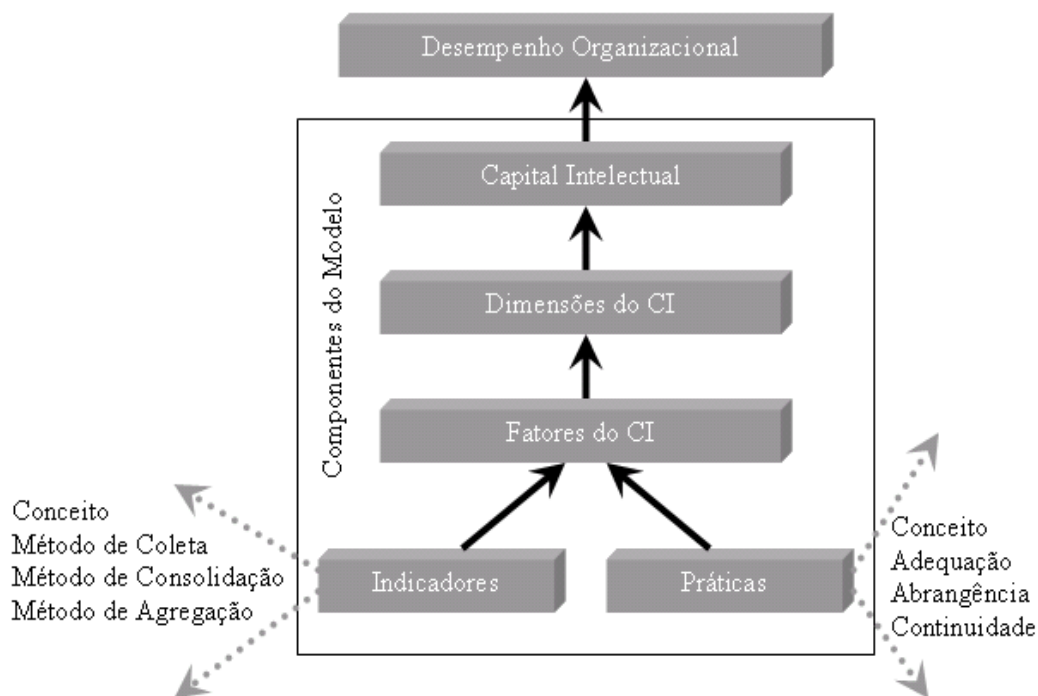 Desempenho Organizacional
Componentes do Modelo
Capital Intelectual
Dimensões do CI
Fatores do CI
Conceito
Método de Coleta
Método de Consolidação
Método de Agregação
Indicadores
Práticas
Conceito
Adequação
Abrangência
Continuidade